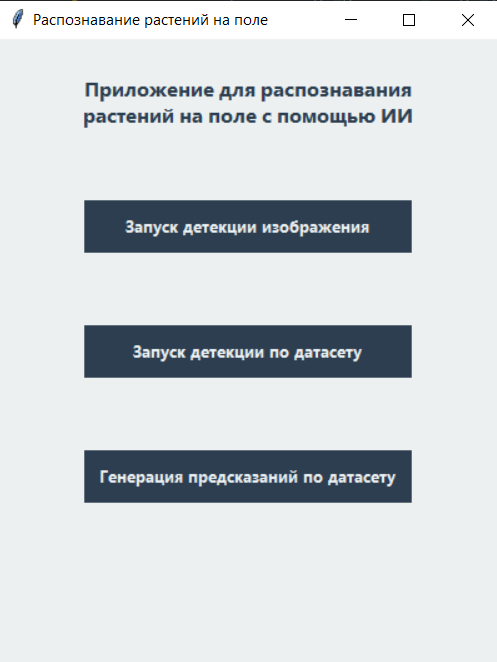 Распознавание растений на поле
Приложение для распознавания
растений на поле с помощью ИИ
Запуск детекции изображения
Запуск детекции по датасету
Генерация предсказаний по датасету